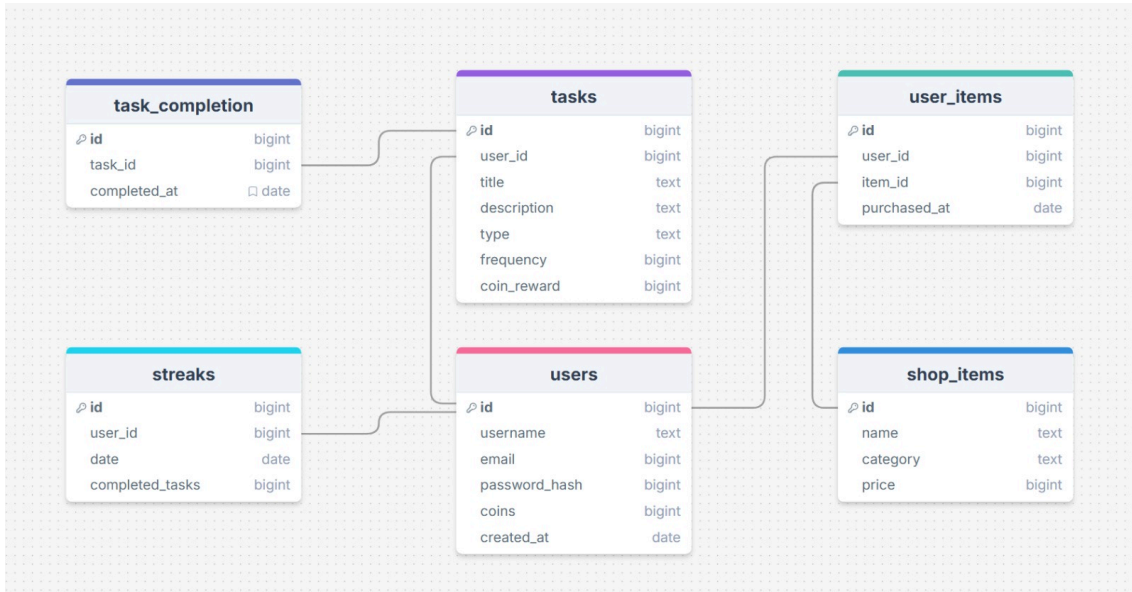 task_completion
id bigint
task_id bigint
completed_at date
tasks
id bigint
user_id bigint
title text
description text
type text
frequency bigint
coin_reward bigint
user_items
id bigint
user_id bigint
item_id bigint
purchased_at date
streaks
id bigint
user_id bigint
date date
completed_tasks bigint
users
id bigint
username text
email bigint
password_hash bigint
coins bigint
created_at date
shop_items
id bigint
name text
category text
price bigint